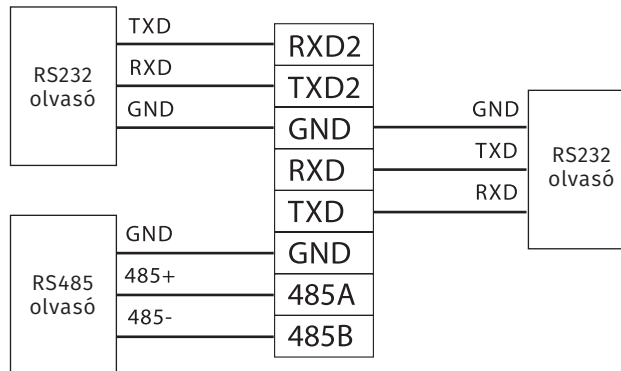 TXD
RXD
GND
RS232
olvasó
RXD2
TXD2
GND
RXD
TXD
GND
485A
485B
GND
TXD
RXD
RS232
olvasó
GND
485+
485-
RS485
olvasó